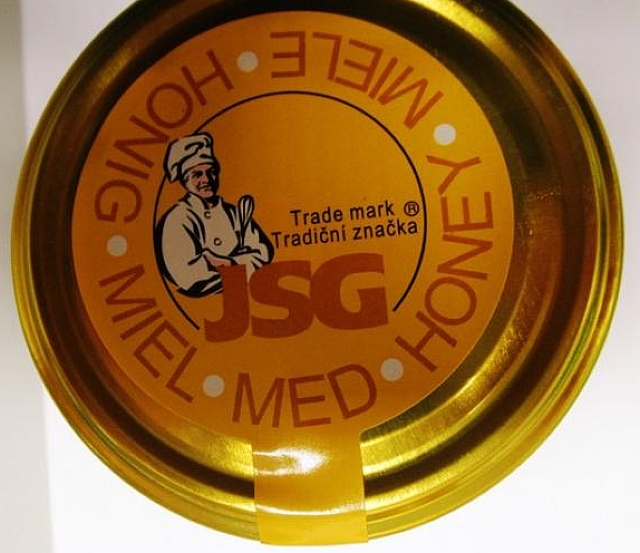 HONIG • MIELE • HONEY • MED • MIEL •
Trade mark ®
Tradiční značka
JSG